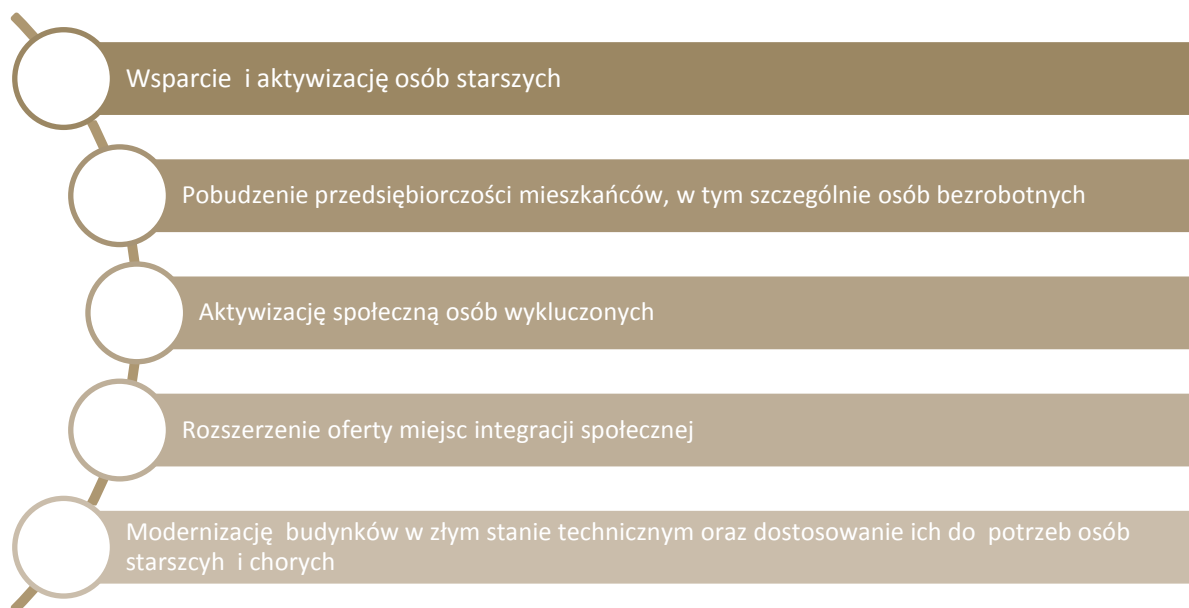 Wsparcie i aktywizację osób starszych
Pobudzenie przedsiębiorczości mieszkańców, w tym szczególnie osób bezrobotnych
Aktywizację społeczną osób wykluczonych
Rozszerzenie oferty miejsc integracji społecznej
Modernizację budynków w złym stanie technicznym oraz dostosowanie ich do potrzeb osób
starszcyh i chorych